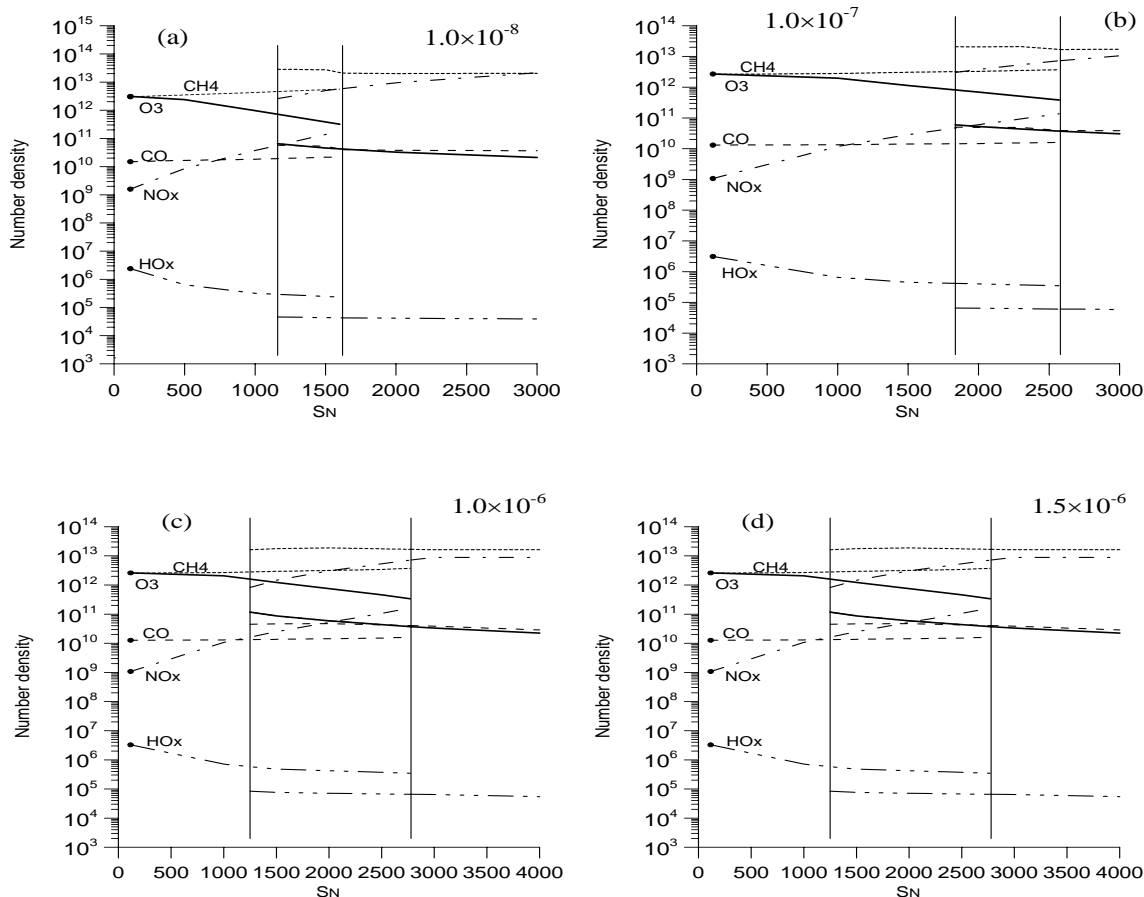 (a)
1.0×10⁻⁸
Number density
10¹⁵
10¹⁴
10¹³
10¹²
10¹¹
10¹⁰
10⁹
10⁸
10⁷
10⁶
10⁵
10⁴
10³
CH4
O3
CO
NOx
HOx
0 500 1000 1500 2000 2500 3000
SN
1.0×10⁻⁷
(b)
Number density
10¹⁴
10¹³
10¹²
10¹¹
10¹⁰
10⁹
10⁸
10⁷
10⁶
10⁵
10⁴
10³
CH4
O3
CO
NOx
HOx
0 500 1000 1500 2000 2500 3000
SN
(c)
1.0×10⁻⁶
Number density
10¹⁴
10¹³
10¹²
10¹¹
10¹⁰
10⁹
10⁸
10⁷
10⁶
10⁵
10⁴
10³
CH4
O3
CO
NOx
HOx
0 500 1000 1500 2000 2500 3000 3500 4000
SN
(d)
1.5×10⁻⁶
Number density
10¹⁴
10¹³
10¹²
10¹¹
10¹⁰
10⁹
10⁸
10⁷
10⁶
10⁵
10⁴
10³
CH4
O3
CO
NOx
HOx
0 500 1000 1500 2000 2500 3000 3500 4000
SN